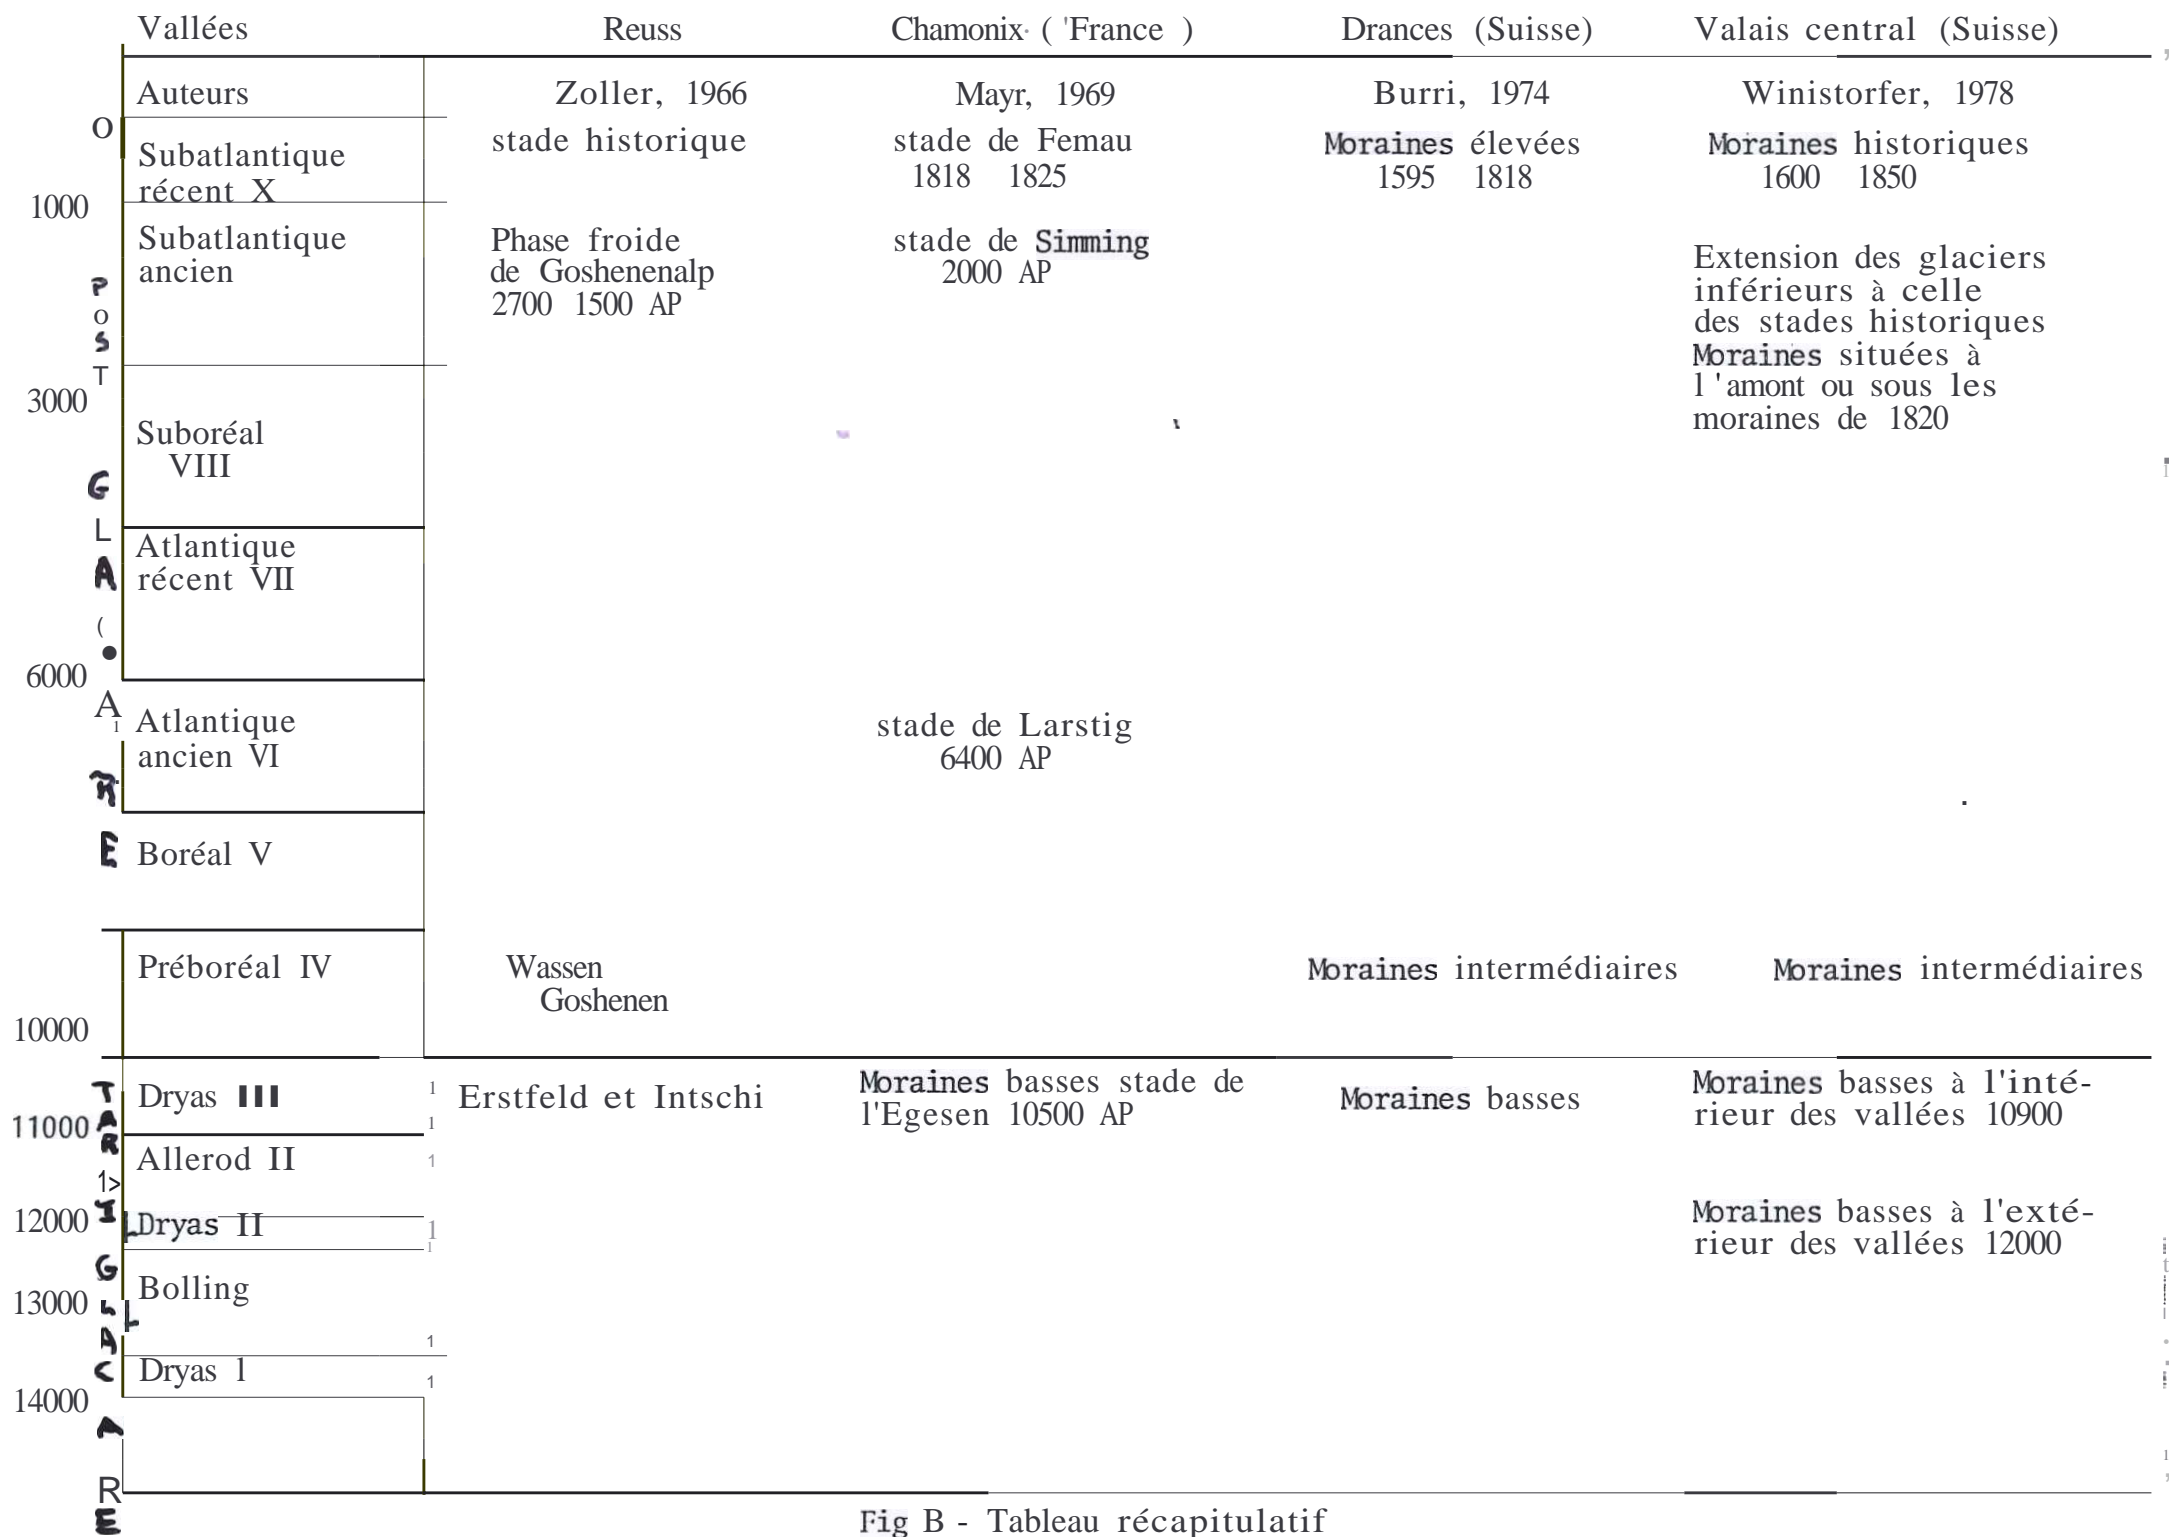 Vallées Reuss Chamonix ( 'France ) Drances (Suisse) Valais central (Suisse)
Auteurs Zoller, 1966 Mayr, 1969 Burri, 1974 Winistorfer, 1978
O
Subatlantique
récent X
stade historique
stade de Femau
1818 1825
Moraines élevées
1595 1818
Moraines historiques
1600 1850
1000
Subatlantique
ancien
Phase froide
de Goshenenalp
2700 1500 AP
stade de Simming
2000 AP
Extension des glaciers
inférieurs à celle
des stades historiques
Moraines situées à
l'amont ou sous les
moraines de 1820
3000
Suboréal
VIII
Atlantique
récent VII
6000
Atlantique
ancien VI
stade de Larstig
6400 AP
Boréal V
Préboréal IV
Wassen
Goshenen
Moraines intermédiaires
Moraines intermédiaires
10000
Dryas III
Erstfeld et Intschi
Moraines basses stade de
l'Egesen 10500 AP
Moraines basses
Moraines basses à l'inté-
rieur des vallées 10900
11000
Allerod II
12000
Dryas II
Moraines basses à l'exté-
rieur des vallées 12000
Bolling
13000
Dryas l
14000
P
o
S
T
G
L
A
(
●
A
R
E
T
A
R
1>
I
G
L
A
C
A
R
E
Fig B - Tableau récapitulatif